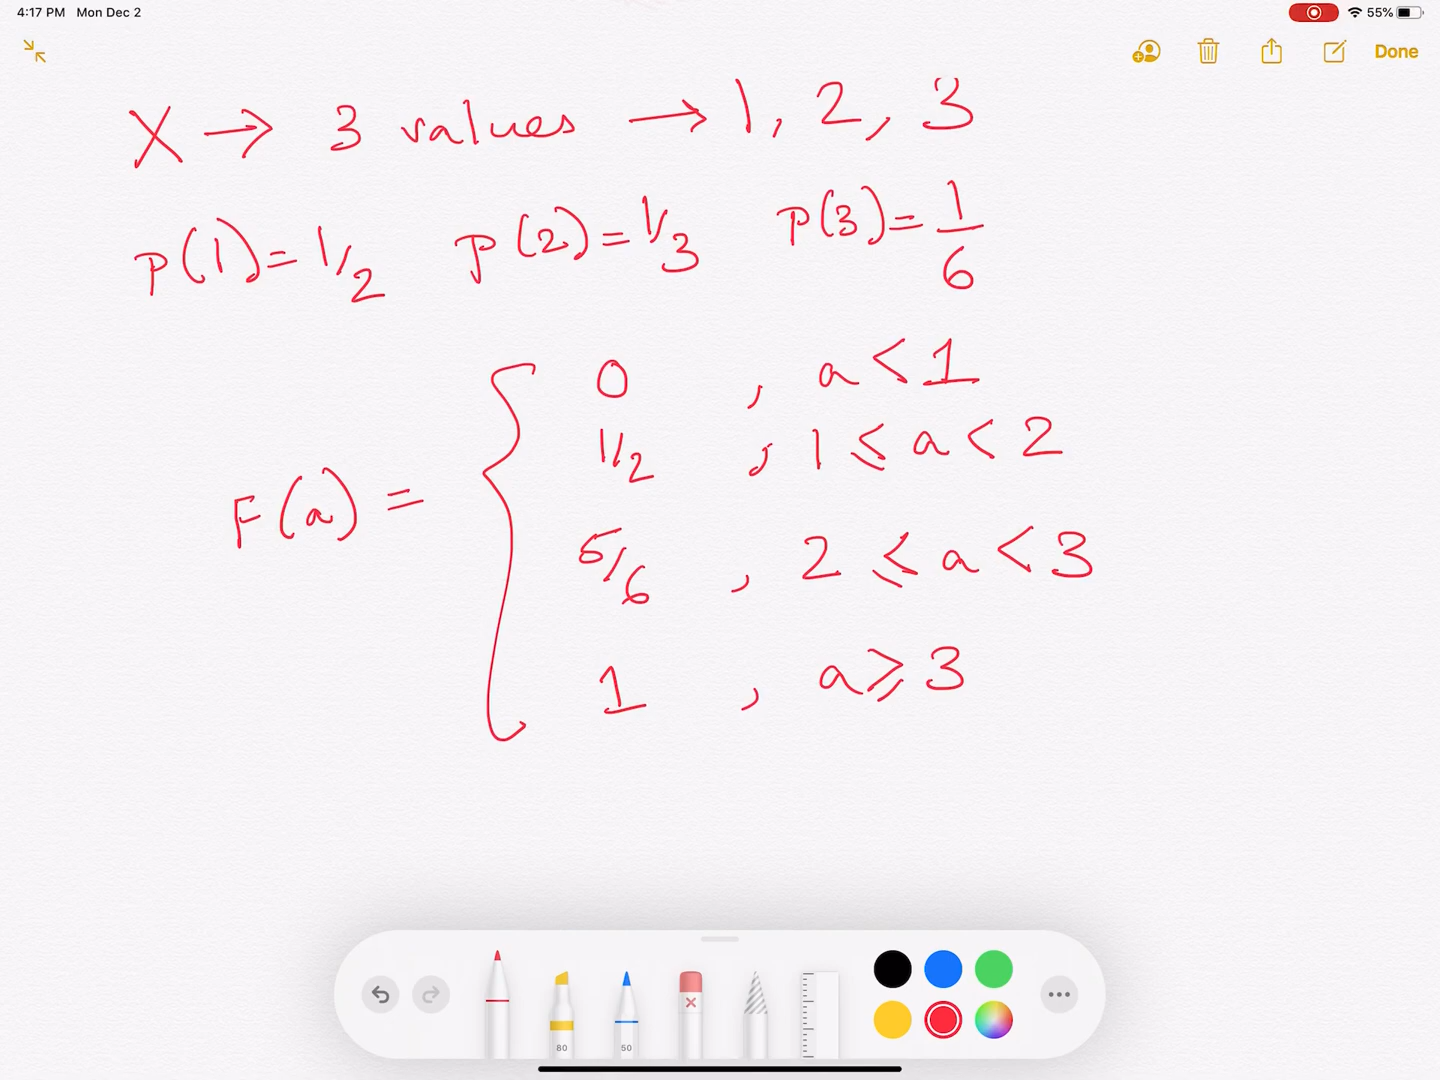 4:17 PM Mon Dec 2 55%
Done
X → 3 values → 1, 2, 3
P(1) = 1/2 P(2) = 1/3 P(3) = 1/6
0 , a < 1
1/2 , 1 ≤ a < 2
F(a) =
5/6 , 2 ≤ a < 3
1 , a ≥ 3
80 50